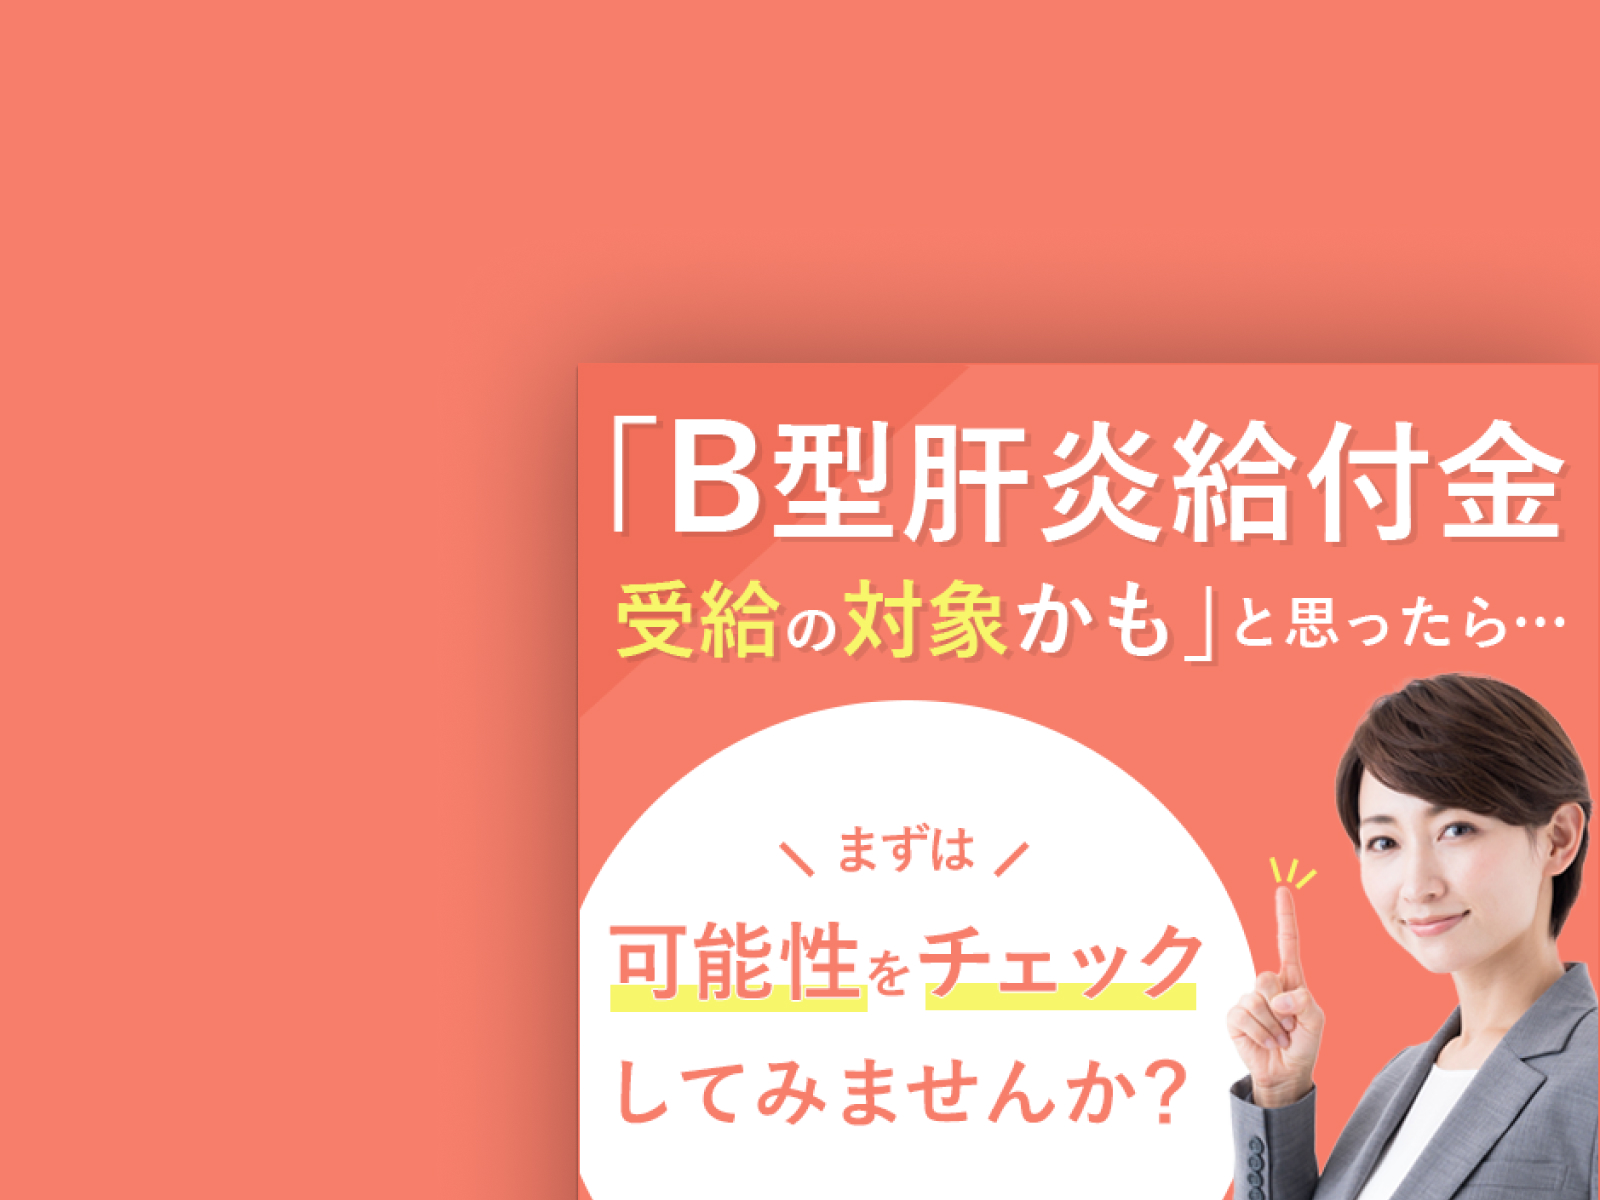 「B型肝炎給付金
受給の対象かも」と思ったら…
\ まずは /
可能性をチェック
してみませんか?